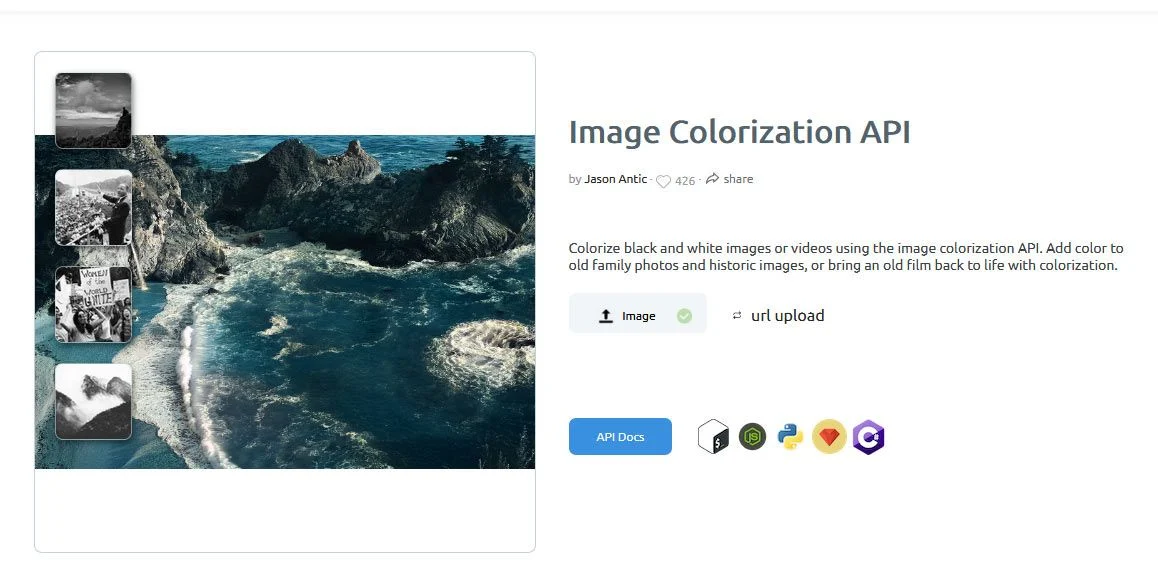 Image Colorization API
by Jason Antic - 426 · share
Colorize black and white images or videos using the image colorization API. Add color to
old family photos and historic images, or bring an old film back to life with colorization.
Image
url upload
API Docs
$_
JS
C
WOMEN
of the
WORLD
UNITE!